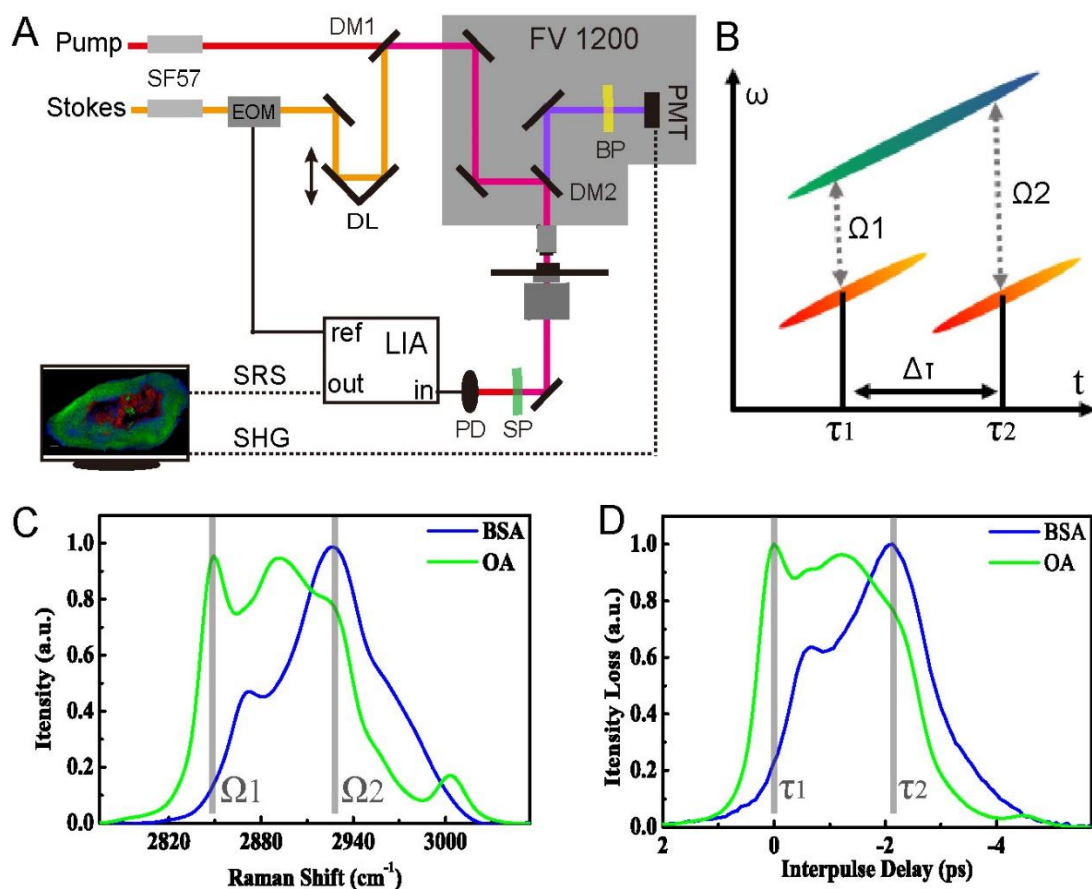 A
Pump
SF57
Stokes
EOM
DM1
DL
FV 1200
PMT
BP
DM2
ref
LIA
out
in
SRS
SHG
PD
SP
B
ω
Ω1
Ω2
Δτ
t
τ1
τ2
C
BSA
OA
Itensity (a.u.)
1.0
0.8
0.6
0.4
0.2
0.0
Ω1
Ω2
2820
2880
2940
3000
Raman Shift (cm-1)
D
BSA
OA
Itensity Loss (a.u.)
1.0
0.8
0.6
0.4
0.2
0.0
τ1
τ2
2
0
-2
-4
Interpulse Delay (ps)